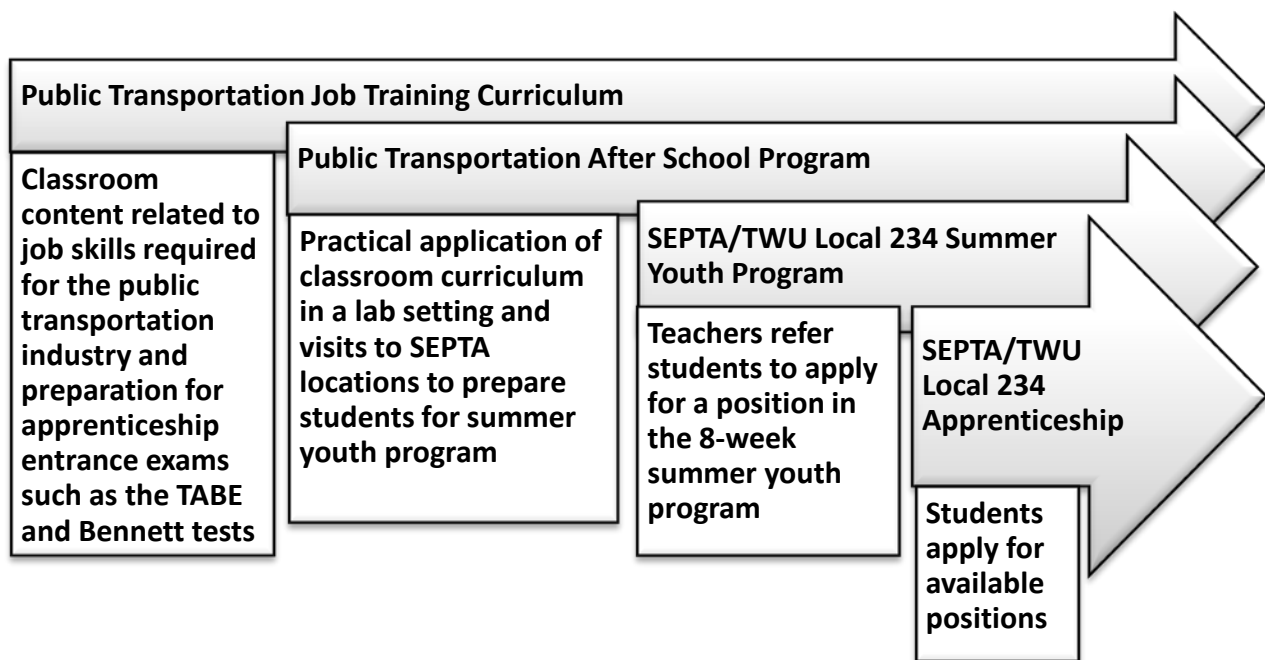 Public Transportation Job Training Curriculum
Classroom
content related to
job skills required
for the public
transportation
industry and
preparation for
apprenticeship
entrance exams
such as the TABE
and Bennett tests
Public Transportation After School Program
Practical application of
classroom curriculum
in a lab setting and
visits to SEPTA
locations to prepare
students for summer
youth program
SEPTA/TWU Local 234 Summer
Youth Program
Teachers refer
students to apply
for a position in
the 8-week
summer youth
program
SEPTA/TWU
Local 234
Apprenticeship
Students
apply for
available
positions